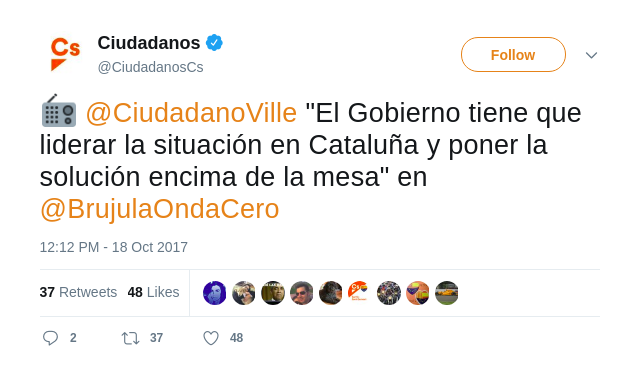 Cs
Ciudadanos
@CiudadanosCs
Follow
@CiudadanoVille "El Gobierno tiene que
liderar la situación en Cataluña y poner la
solución encima de la mesa" en
@BrujulaOndaCero
12:12 PM - 18 Oct 2017
37 Retweets 48 Likes
Cs
2 37 48